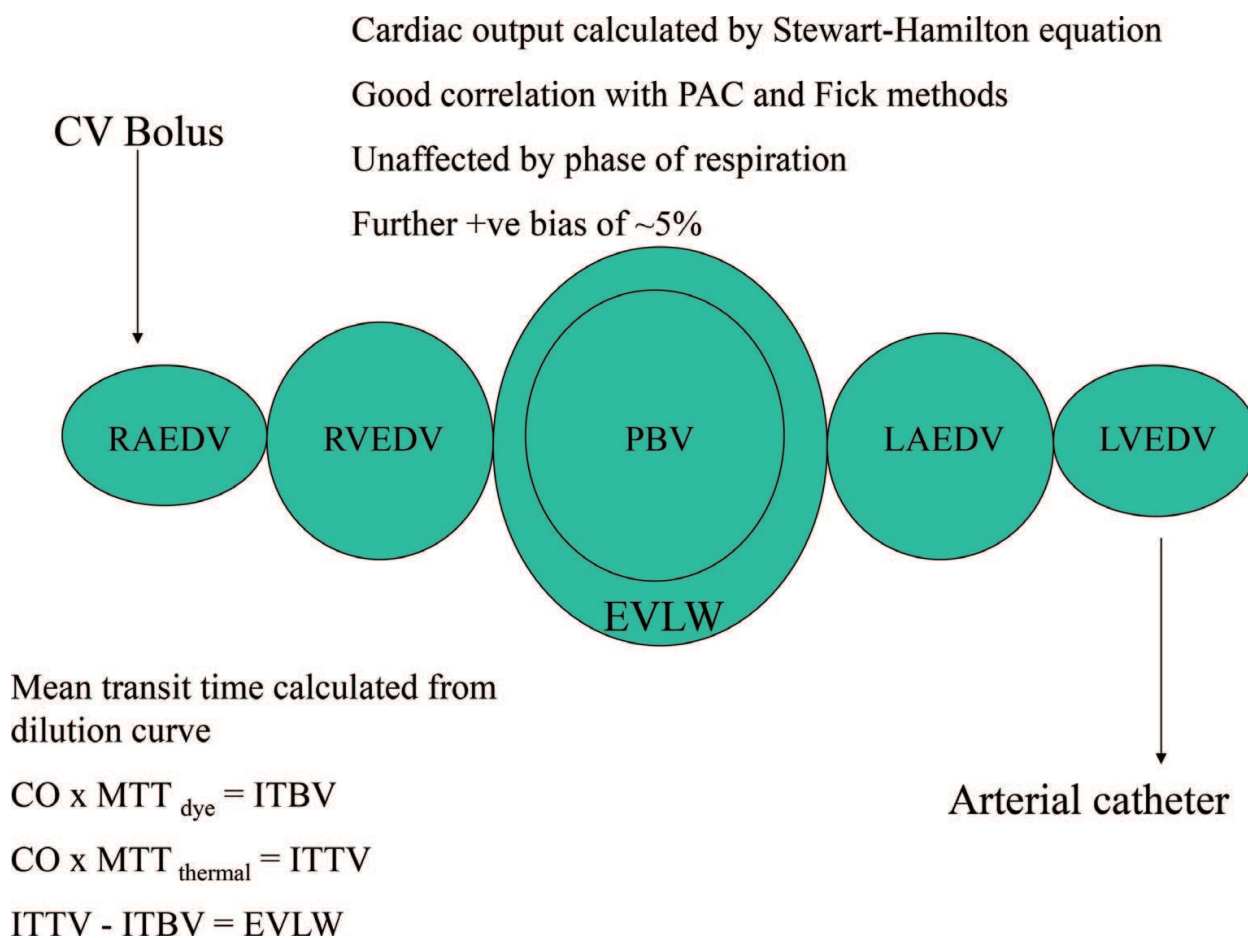 Cardiac output calculated by Stewart-Hamilton equation
Good correlation with PAC and Fick methods
CV Bolus
Unaffected by phase of respiration
Further +ve bias of ~5%
RAEDV
RVEDV
PBV
LAEDV
LVEDV
EVLW
Mean transit time calculated from
dilution curve
CO x MTT dye = ITBV
CO x MTT thermal = ITTV
ITTV - ITBV = EVLW
Arterial catheter